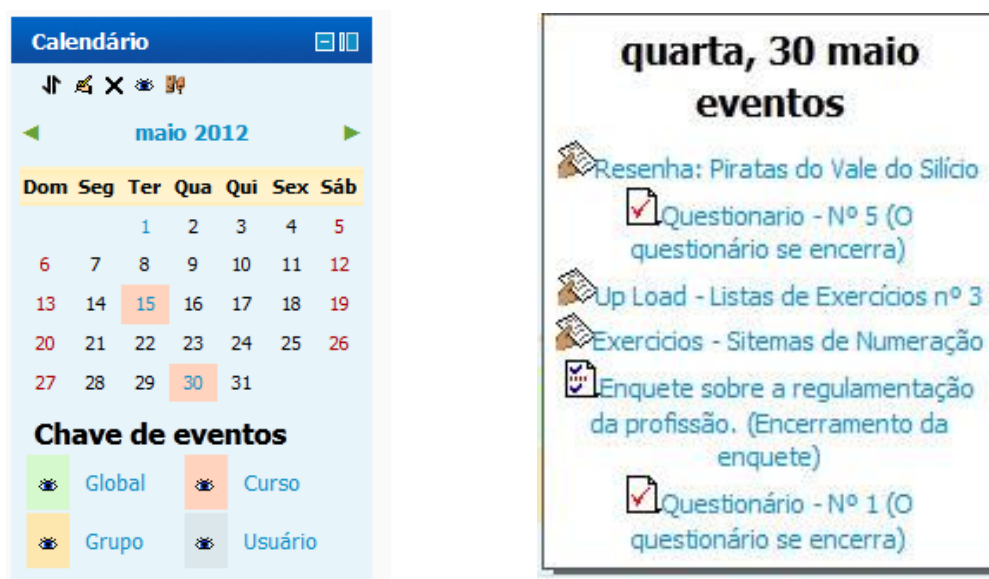 Calendário
maio 2012
Dom Seg Ter Qua Qui Sex Sáb
1 2 3 4 5
6 7 8 9 10 11 12
13 14 15 16 17 18 19
20 21 22 23 24 25 26
27 28 29 30 31
Chave de eventos
Global Curso
Grupo Usuário
quarta, 30 maio
eventos
Resenha: Piratas do Vale do Silício
Questionario - Nº 5 (O
questionário se encerra)
Up Load - Listas de Exercícios nº 3
Exercicios - Sitemas de Numeração
Enquete sobre a regulamentação
da profissão. (Encerramento da
enquete)
Questionário - Nº 1 (O
questionário se encerra)